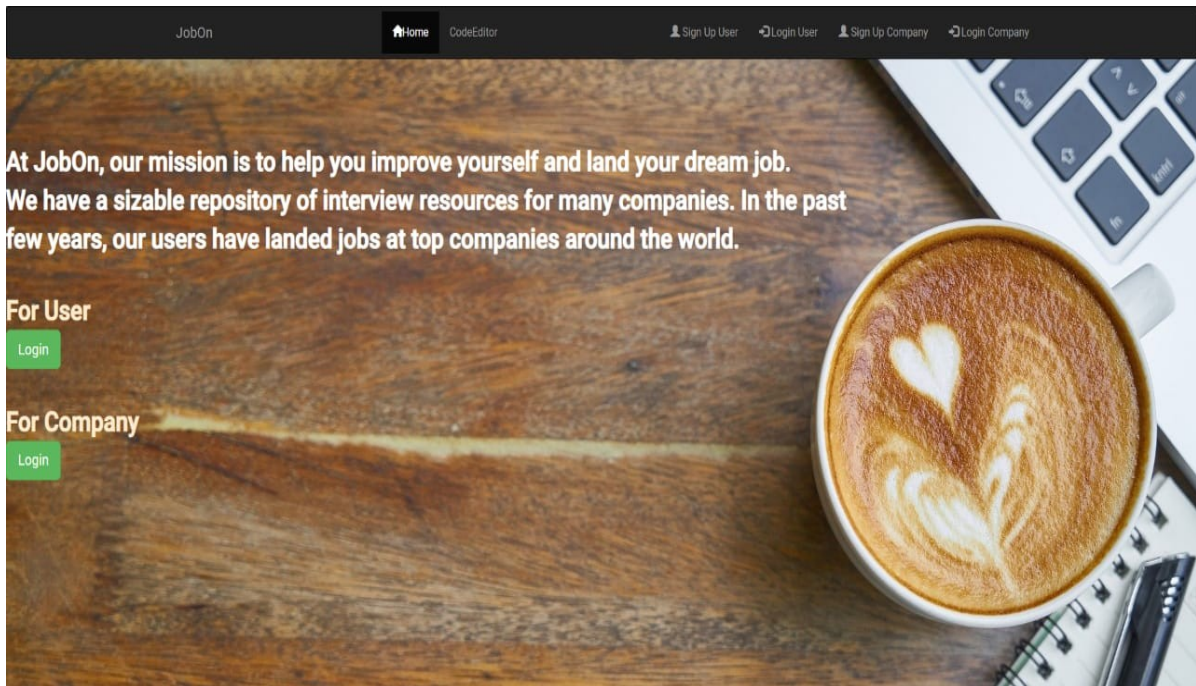 JobOn Home CodeEditor Sign Up User Login User Sign Up Company Login Company
At JobOn, our mission is to help you improve yourself and land your dream job.
We have a sizable repository of interview resources for many companies. In the past
few years, our users have landed jobs at top companies around the world.
For User
Login
For Company
Login
kntrl
fn